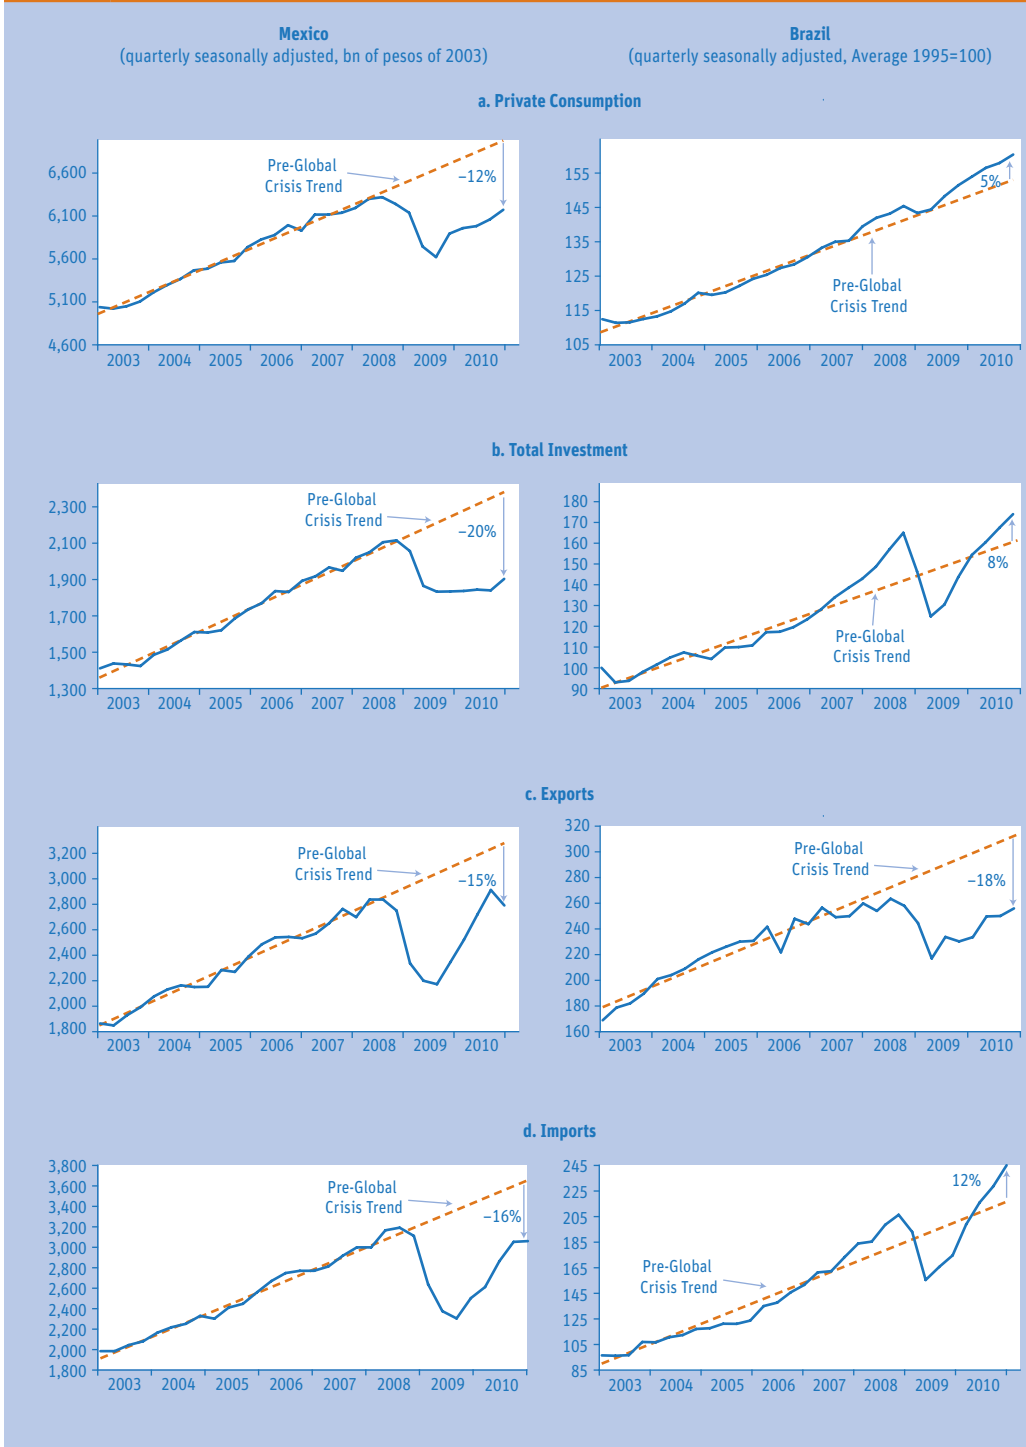 Mexico
(quarterly seasonally adjusted, bn of pesos of 2003)
Brazil
(quarterly seasonally adjusted, Average 1995=100)
a. Private Consumption
6,600
6,100
5,600
5,100
4,600
Pre-Global
Crisis Trend
–12%
2003 2004 2005 2006 2007 2008 2009 2010
155
145
135
125
115
105
5%
Pre-Global
Crisis Trend
2003 2004 2005 2006 2007 2008 2009 2010
b. Total Investment
2,300
2,100
1,900
1,700
1,500
1,300
Pre-Global
Crisis Trend
–20%
2003 2004 2005 2006 2007 2008 2009 2010
180
170
160
150
140
130
120
110
100
90
8%
Pre-Global
Crisis Trend
2003 2004 2005 2006 2007 2008 2009 2010
c. Exports
3,200
3,000
2,800
2,600
2,400
2,200
2,000
1,800
Pre-Global
Crisis Trend
–15%
2003 2004 2005 2006 2007 2008 2009 2010
320
300
280
260
240
220
200
180
160
Pre-Global
Crisis Trend
–18%
2003 2004 2005 2006 2007 2008 2009 2010
d. Imports
3,800
3,600
3,400
3,200
3,000
2,800
2,600
2,400
2,200
2,000
1,800
Pre-Global
Crisis Trend
–16%
2003 2004 2005 2006 2007 2008 2009 2010
245
225
205
185
165
145
125
105
85
12%
Pre-Global
Crisis Trend
2003 2004 2005 2006 2007 2008 2009 2010